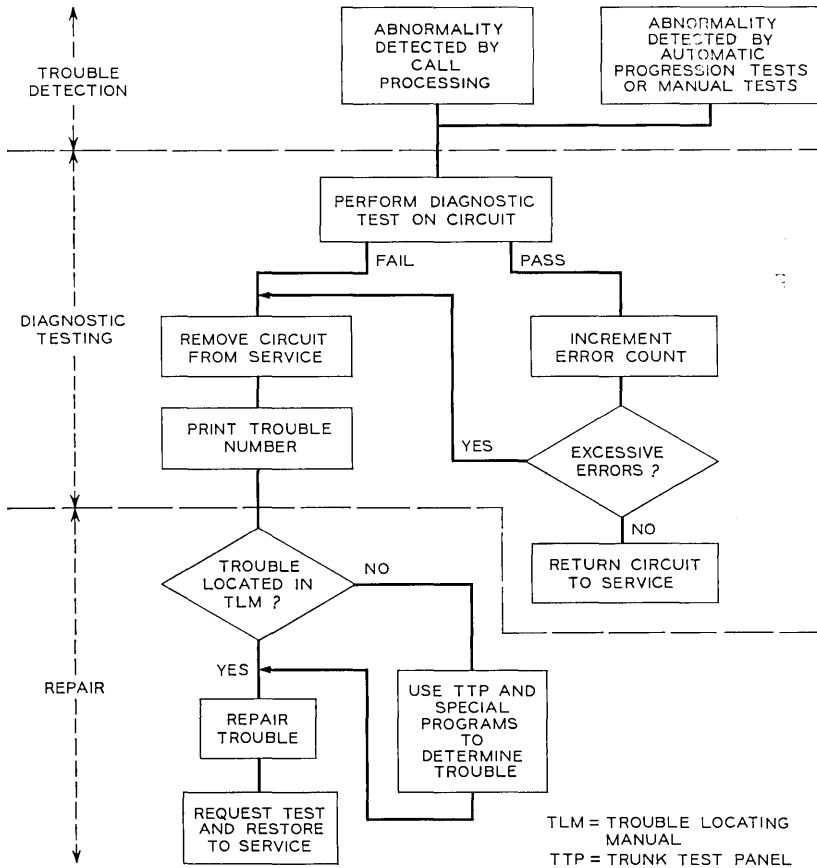 TROUBLE
DETECTION
ABNORMALITY
DETECTED BY
CALL
PROCESSING
ABNORMALITY
DETECTED BY
AUTOMATIC
PROGRESSION TESTS
OR MANUAL TESTS
DIAGNOSTIC
TESTING
PERFORM DIAGNOSTIC
TEST ON CIRCUIT
FAIL
PASS
REMOVE CIRCUIT
FROM SERVICE
INCREMENT
ERROR COUNT
PRINT TROUBLE
NUMBER
YES
EXCESSIVE
ERRORS ?
NO
RETURN CIRCUIT
TO SERVICE
REPAIR
TROUBLE
LOCATED IN
TLM ?
NO
YES
USE TTP AND
SPECIAL
PROGRAMS
TO
DETERMINE
TROUBLE
REPAIR
TROUBLE
REQUEST TEST
AND RESTORE
TO SERVICE
TLM = TROUBLE LOCATING
MANUAL
TTP = TRUNK TEST PANEL